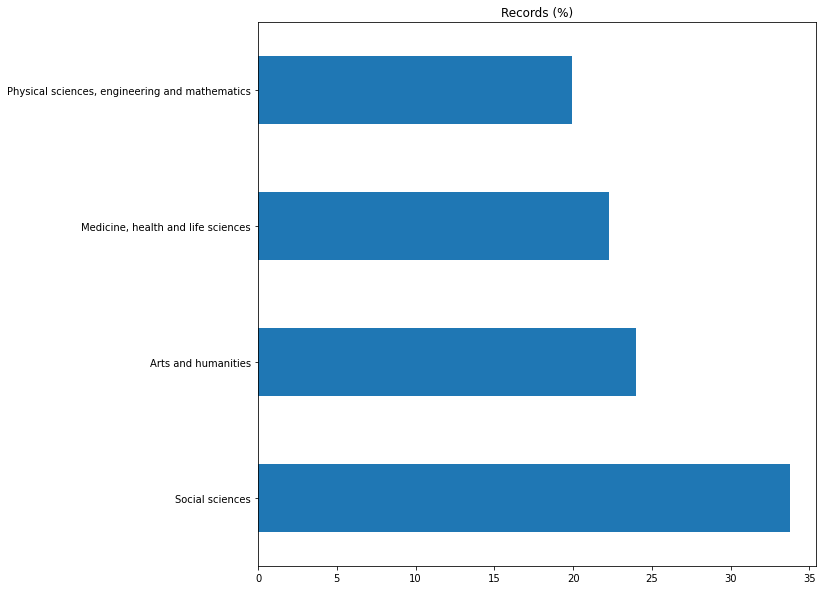 Records (%)
Physical sciences, engineering and mathematics
Medicine, health and life sciences
Arts and humanities
Social sciences
0 5 10 15 20 25 30 35